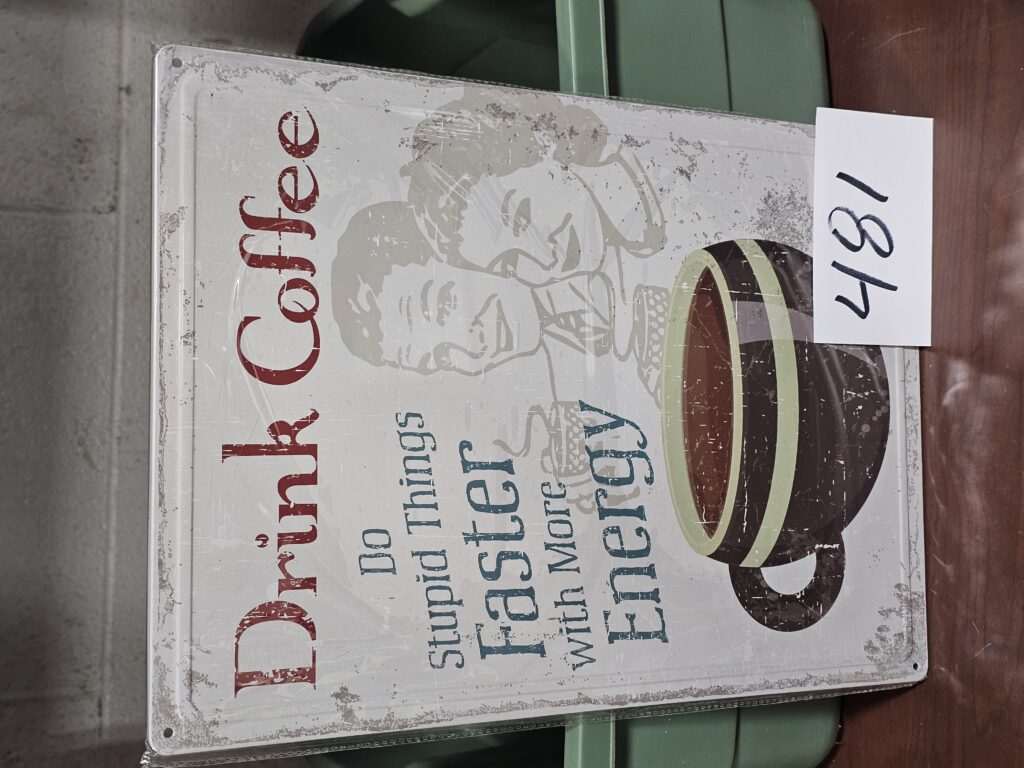 Drink Coffee
Do
Stupid Things
Faster
with More
Energy
481